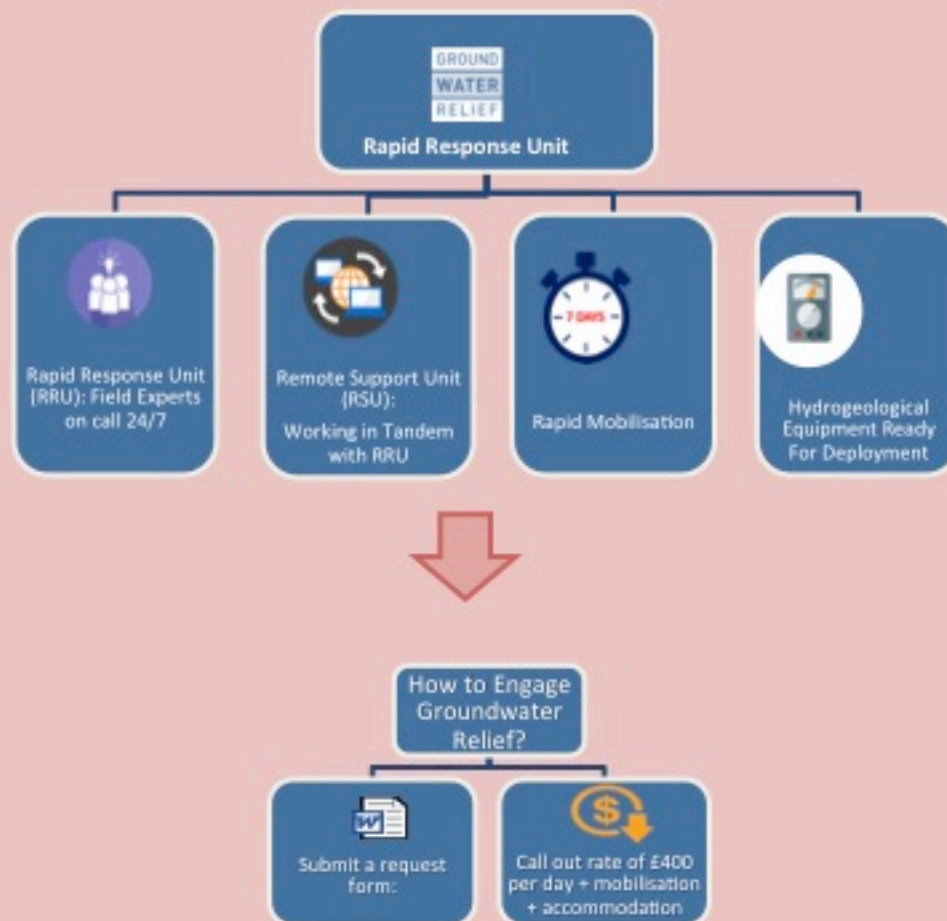 GROUND
WATER
RELIEF
Rapid Response Unit
Rapid Response Unit
(RRU): Field Experts
on call 24/7
Remote Support Unit
(RSU):
Working in Tandem
with RRU
7 DAYS
Rapid Mobilisation
Hydrogeological
Equipment Ready
For Deployment
How to Engage
Groundwater
Relief?
W
Submit a request
form:
$
Call out rate of £400
per day + mobilisation
+ accommodation